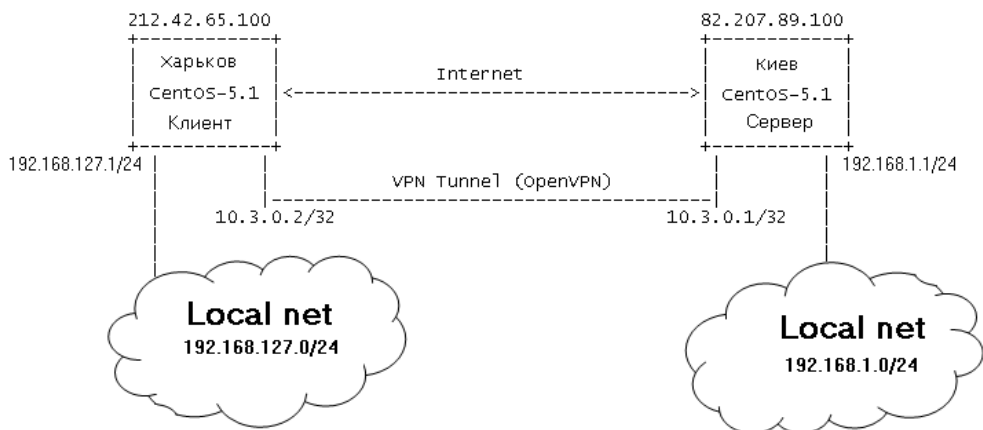 212.42.65.100
82.207.89.100
Харьков
CentOS-5.1
Клиент
Internet
Киев
CentOS-5.1
Сервер
192.168.127.1/24
192.168.1.1/24
VPN Tunnel (OpenVPN)
10.3.0.2/32
10.3.0.1/32
Local net
192.168.127.0/24
Local net
192.168.1.0/24